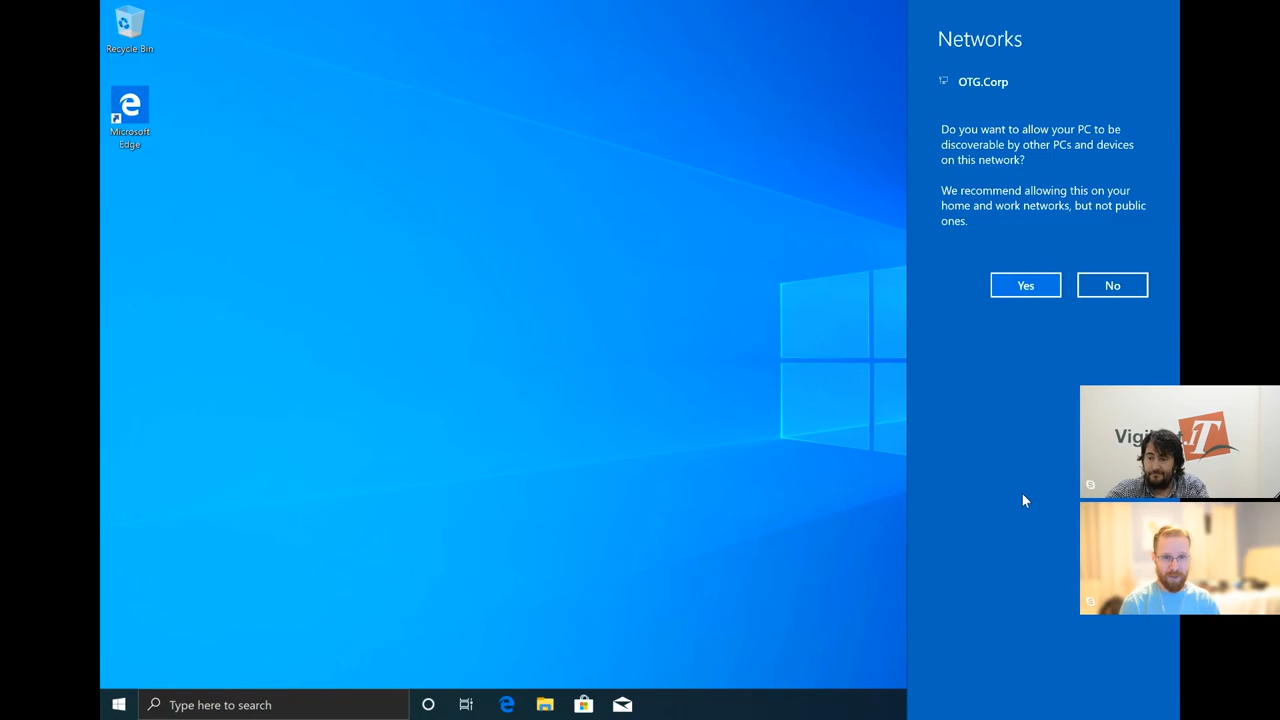 Recycle Bin
Microsoft
Edge
Networks
OTG.Corp
Do you want to allow your PC to be
discoverable by other PCs and devices
on this network?
We recommend allowing this on your
home and work networks, but not public
ones.
Yes
No
Type here to search